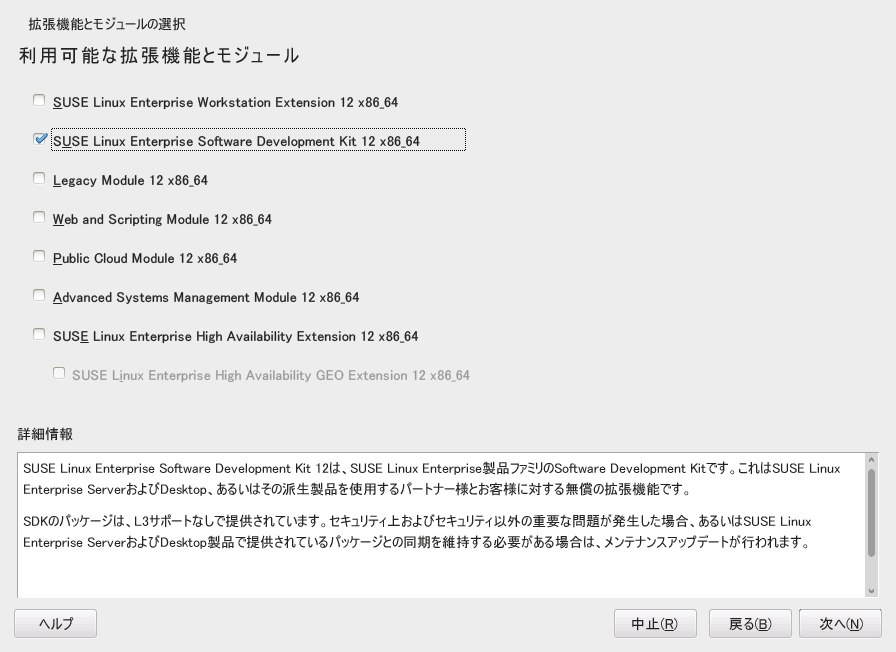 拡張機能とモジュールの選択
利用可能な拡張機能とモジュール
SUSE Linux Enterprise Workstation Extension 12 x86_64
SUSE Linux Enterprise Software Development Kit 12 x86_64
Legacy Module 12 x86_64
Web and Scripting Module 12 x86_64
Public Cloud Module 12 x86_64
Advanced Systems Management Module 12 x86_64
SUSE Linux Enterprise High Availability Extension 12 x86_64
SUSE Linux Enterprise High Availability GEO Extension 12 x86_64
詳細情報
SUSE Linux Enterprise Software Development Kit 12は、SUSE Linux Enterprise製品ファミリのSoftware Development Kitです。これはSUSE Linux
Enterprise ServerおよびDesktop、あるいはその派生製品を使用するパートナー様とお客様に対する無償の拡張機能です。
SDKのパッケージは、L3サポートなしで提供されています。セキュリティ上およびセキュリティ以外の重要な問題が発生した場合、あるいはSUSE Linux
Enterprise ServerおよびDesktop製品で提供されているパッケージとの同期を維持する必要がある場合は、メンテナンスアップデートが行われます。
ヘルプ 中止(R) 戻る(B) 次へ(N)